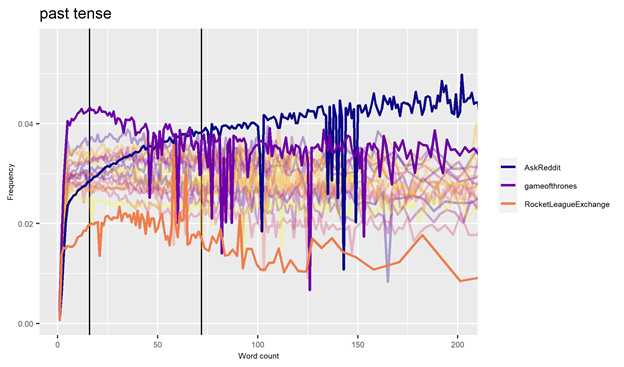 past tense
0.04
0.02
0.00
Frequency
0
50
100
150
200
Word count
AskReddit
gameofthrones
RocketLeagueExchange